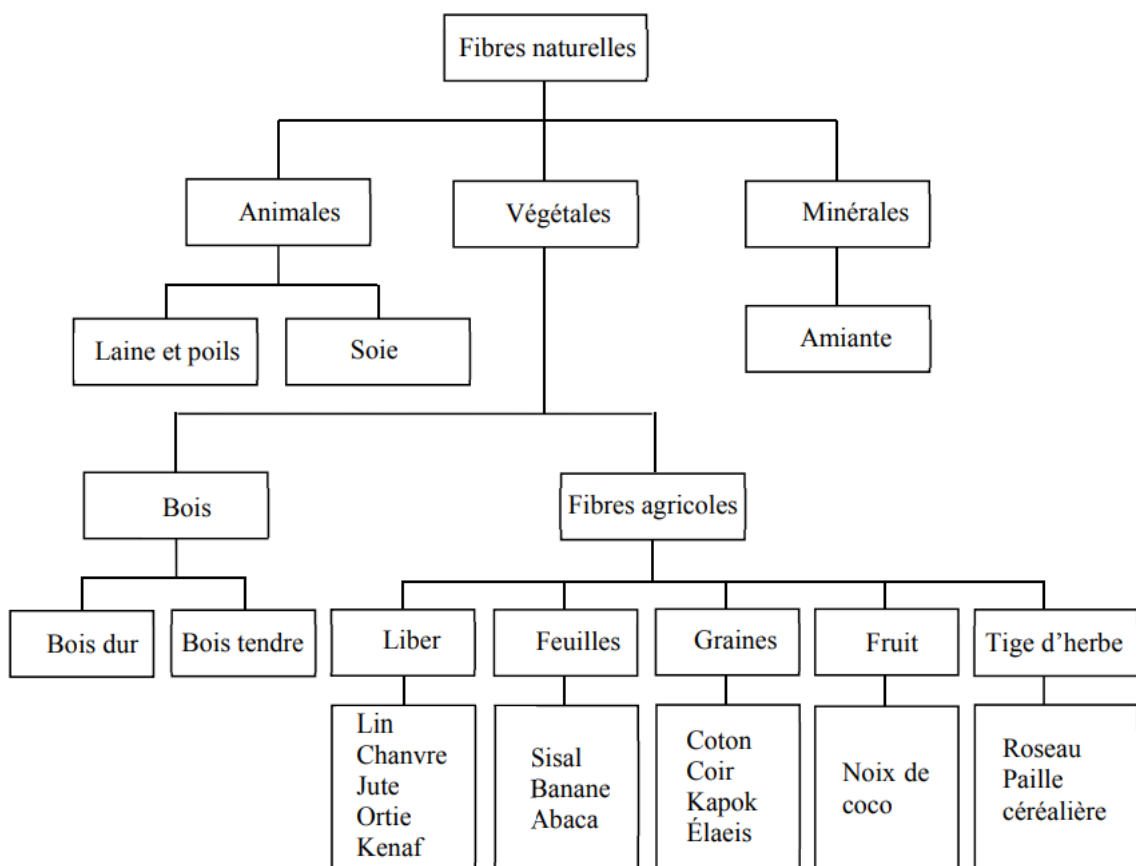 Fibres naturelles
Animales
Végétales
Minérales
Laine et poils
Soie
Amiante
Bois
Fibres agricoles
Bois dur
Bois tendre
Liber
Feuilles
Graines
Fruit
Tige d’herbe
Lin
Chanvre
Jute
Ortie
Kenaf
Sisal
Banane
Abaca
Coton
Coir
Kapok
Élaeis
Noix de
coco
Roseau
Paille
céréalière